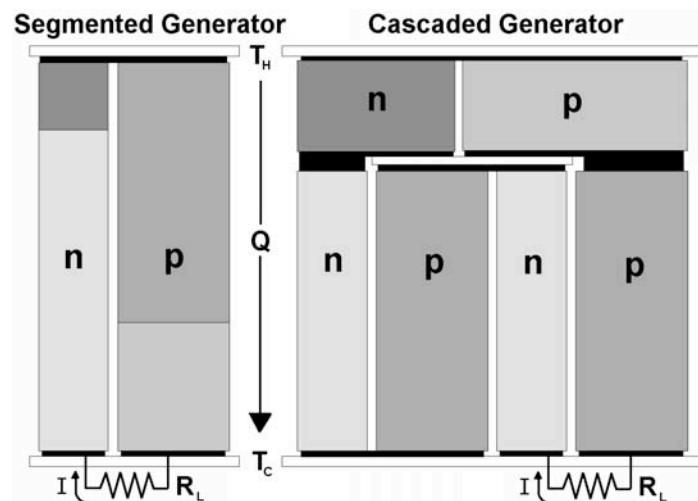 Segmented Generator
Cascaded Generator
T_H
n
p
Q
n
p
n
p
n
p
T_C
I
R_L
I
R_L